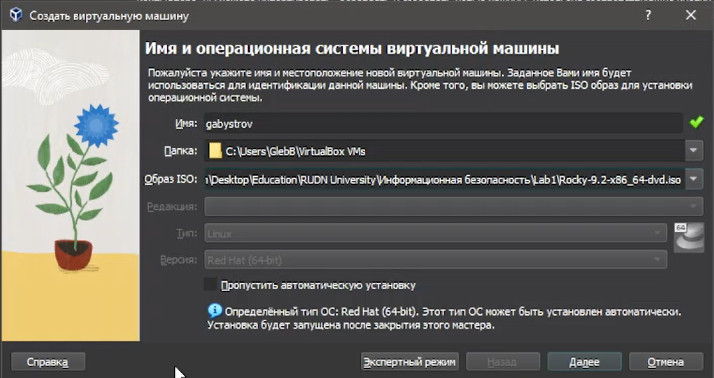 Создать виртуальную машину
?
Имя и операционная системы виртуальной машины
Пожалуйста укажите имя и местоположение новой виртуальной машины. Заданное Вами имя будет
использоваться для идентификации данной машины. Кроме того, вы можете выбрать ISO образ для установки
операционной системы.
Имя: gabystrov
Папка: C:\Users\GlebB\VirtualBox VMs
Образ ISO: \Desktop\Education\RUDN University\Информационная безопасность\Lab1\Rocky-9.2-x86_64-dvd.iso
Редакция:
Тип: Linux
64
Версия: Red Hat (64-bit)
Пропустить автоматическую установку
Определённый тип ОС: Red Hat (64-bit). Этот тип ОС может быть установлен автоматически.
Установка будет запущена после закрытия этого мастера.
Справка Экспертный режим Назад Далее Отмена